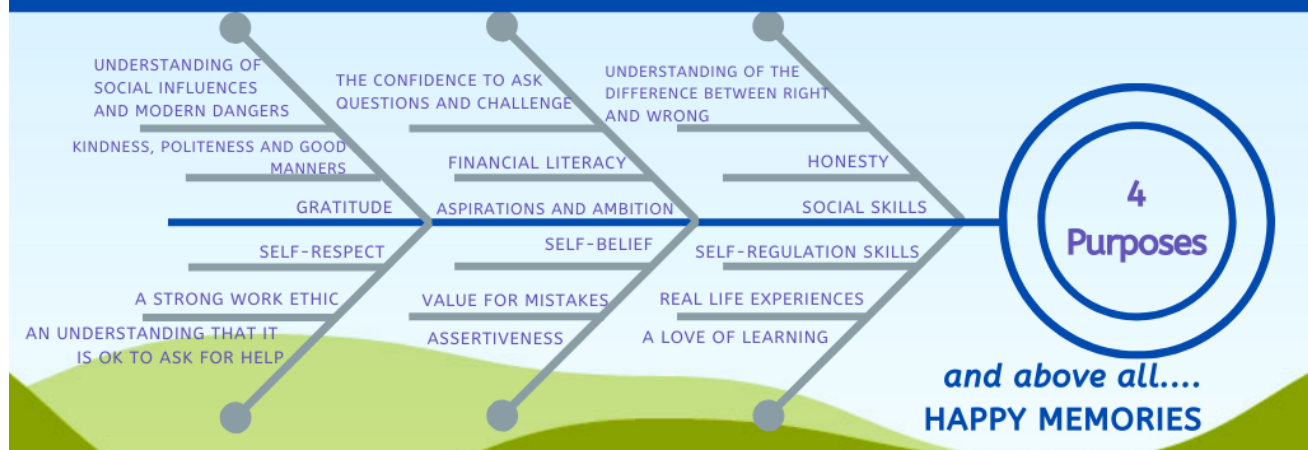 UNDERSTANDING OF
SOCIAL INFLUENCES
AND MODERN DANGERS
KINDNESS, POLITENESS AND GOOD
MANNERS
GRATITUDE
SELF-RESPECT
A STRONG WORK ETHIC
AN UNDERSTANDING THAT IT
IS OK TO ASK FOR HELP
THE CONFIDENCE TO ASK
QUESTIONS AND CHALLENGE
FINANCIAL LITERACY
ASPIRATIONS AND AMBITION
SELF-BELIEF
VALUE FOR MISTAKES
ASSERTIVENESS
UNDERSTANDING OF THE
DIFFERENCE BETWEEN RIGHT
AND WRONG
HONESTY
SOCIAL SKILLS
SELF-REGULATION SKILLS
REAL LIFE EXPERIENCES
A LOVE OF LEARNING
4
Purposes
and above all....
HAPPY MEMORIES